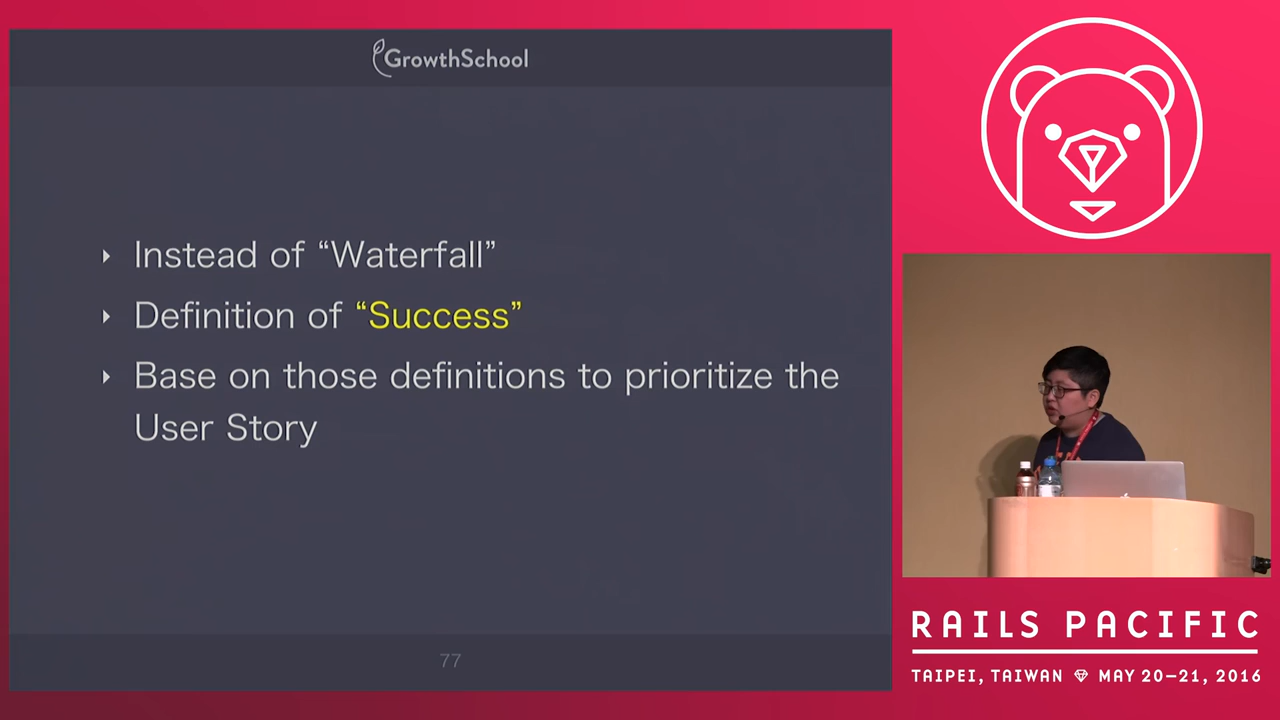 GrowthSchool
Instead of “Waterfall”
Definition of “Success”
Base on those definitions to prioritize the
User Story
77
RAILS PACIFIC
TAIPEI, TAIWAN MAY 20–21, 2016